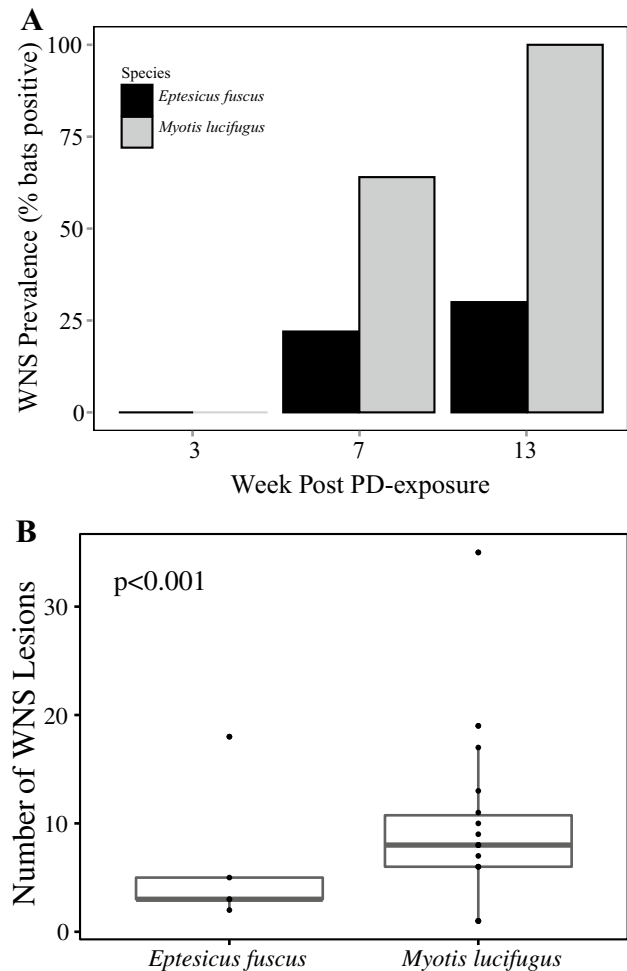 A
WNS Prevalence (% bats positive)
100
75
50
25
0
Species
Eptesicus fuscus
Myotis lucifugus
3 7 13
Week Post PD-exposure
B
Number of WNS Lesions
30
20
10
0
p<0.001
Eptesicus fuscus Myotis lucifugus